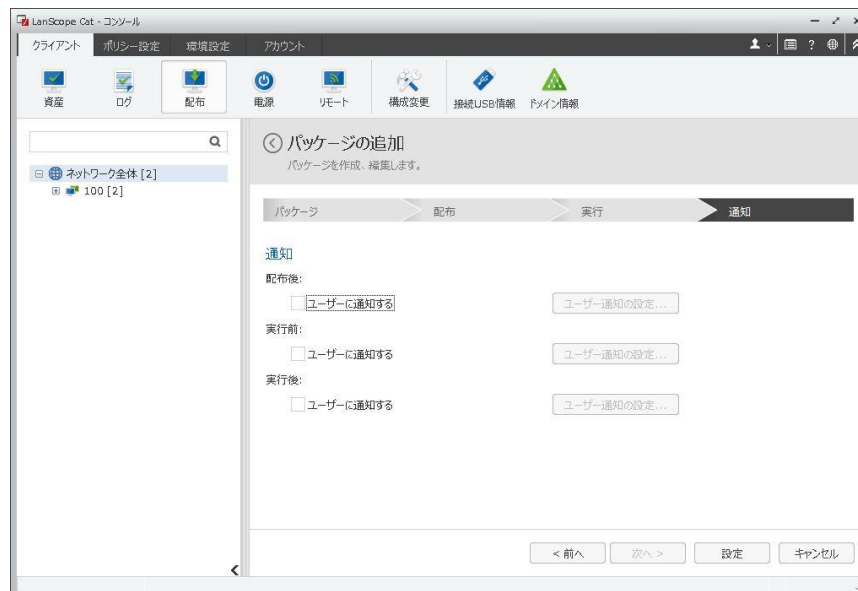 LanScope Cat - コンソール
クライアント ポリシー設定 環境設定 アカウント
資産 ログ 配布 電源 リモート 構成変更 接続USB情報 ドメイン情報
ネットワーク全体 [2]
100 [2]
パッケージの追加
パッケージを作成、編集します。
パッケージ 配布 実行 通知
通知
配布後:
ユーザーに通知する ユーザー通知の設定...
実行前:
ユーザーに通知する ユーザー通知の設定...
実行後:
ユーザーに通知する ユーザー通知の設定...
< 前へ 次へ > 設定 キャンセル